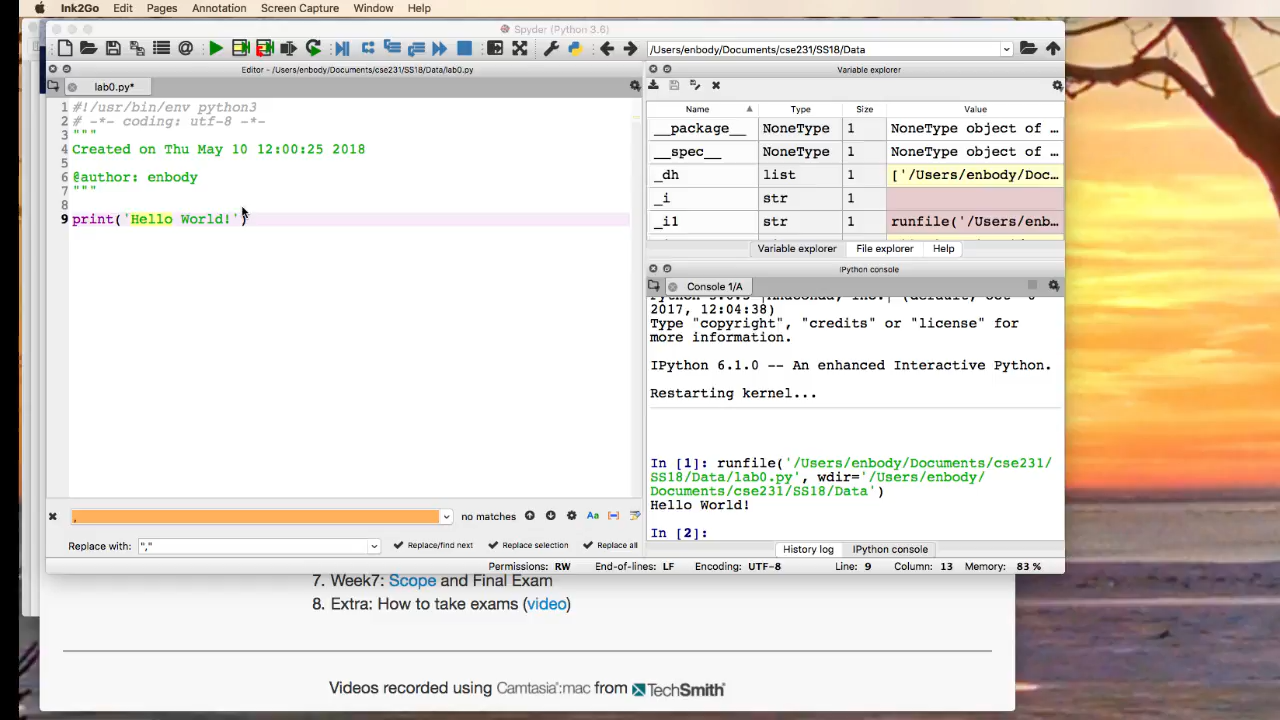 Ink2Go Edit Pages Annotation Screen Capture Window Help
Spyder (Python 3.6)
/Users/enbody/Documents/cse231/SS18/Data
Editor - /Users/enbody/Documents/cse231/SS18/Data/lab0.py
lab0.py*
1 #!/usr/bin/env python3
2 # -*- coding: utf-8 -*-
3 """
4 Created on Thu May 10 12:00:25 2018
5
6 @author: enbody
7 """
8
9 print('Hello World!')
, no matches Aa
Replace with: "," Replace/find next Replace selection Replace all
Variable explorer
Name Type Size Value
__package__ NoneType 1 NoneType object of ...
__spec__ NoneType 1 NoneType object of ...
_dh list 1 ['/Users/enbody/Doc...
_i str 1
_i1 str 1 runfile('/Users/enb...
Variable explorer File explorer Help
IPython console
Console 1/A
2017, 12:04:38)
Type "copyright", "credits" or "license" for
more information.
IPython 6.1.0 -- An enhanced Interactive Python.
Restarting kernel...
In [1]: runfile('/Users/enbody/Documents/cse231/
SS18/Data/lab0.py', wdir='/Users/enbody/
Documents/cse231/SS18/Data')
Hello World!
In [2]:
History log IPython console
Permissions: RW End-of-lines: LF Encoding: UTF-8 Line: 9 Column: 13 Memory: 83 %
7. Week7: Scope and Final Exam
8. Extra: How to take exams (video)
Videos recorded using Camtasia:mac from TechSmith